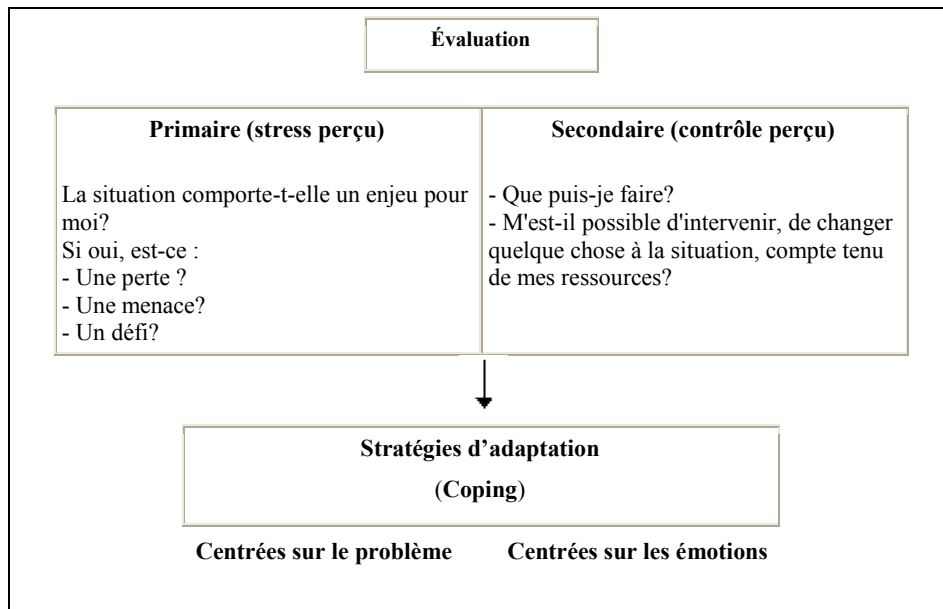 Évaluation
Primaire (stress perçu)
La situation comporte-t-elle un enjeu pour
moi?
Si oui, est-ce :
- Une perte ?
- Une menace?
- Un défi?
Secondaire (contrôle perçu)
- Que puis-je faire?
- M'est-il possible d'intervenir, de changer
quelque chose à la situation, compte tenu
de mes ressources?
Stratégies d’adaptation
(Coping)
Centrées sur le problème
Centrées sur les émotions